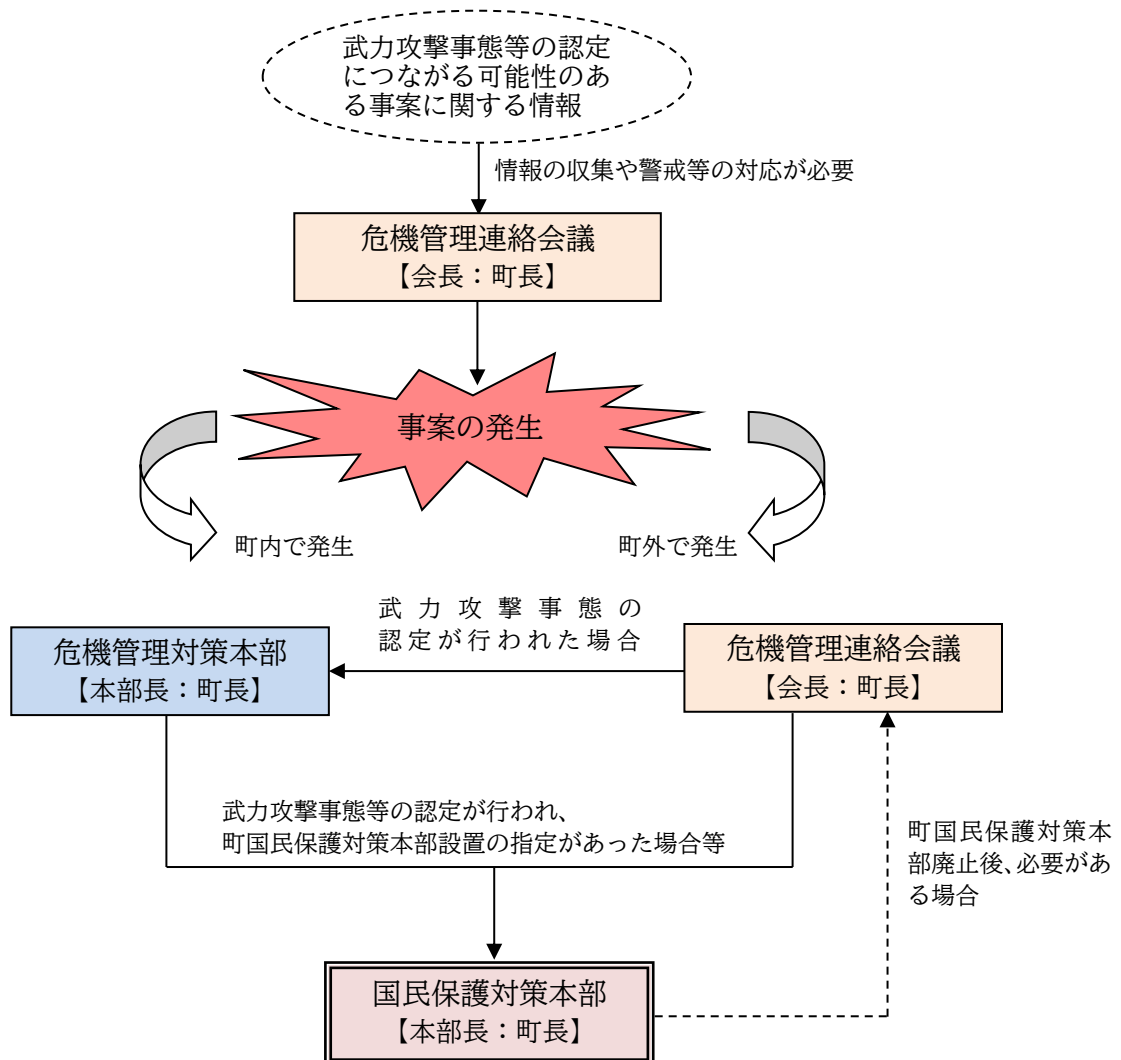 武力攻撃事態等の認定
につながる可能性のあ
る事案に関する情報
情報の収集や警戒等の対応が必要
危機管理連絡会議
【会長：町長】
事案の発生
町内で発生
町外で発生
武力攻撃事態の
認定が行われた場合
危機管理対策本部
【本部長：町長】
危機管理連絡会議
【会長：町長】
武力攻撃事態等の認定が行われ、
町国民保護対策本部設置の指定があった場合等
町国民保護対策本
部廃止後、必要があ
る場合
国民保護対策本部
【本部長：町長】